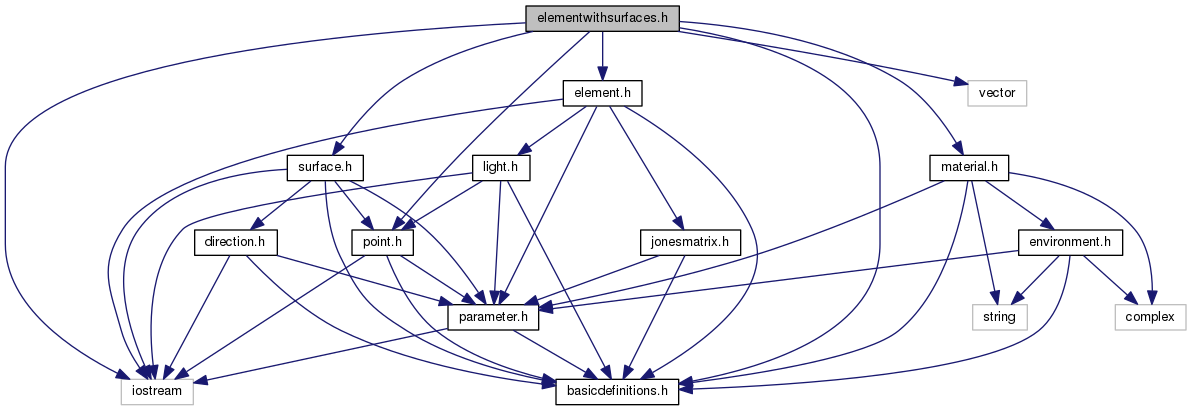 elementwithsurfaces.h
element.h
vector
surface.h
light.h
material.h
direction.h
point.h
jonesmatrix.h
environment.h
parameter.h
string
complex
iostream
basicdefinitions.h